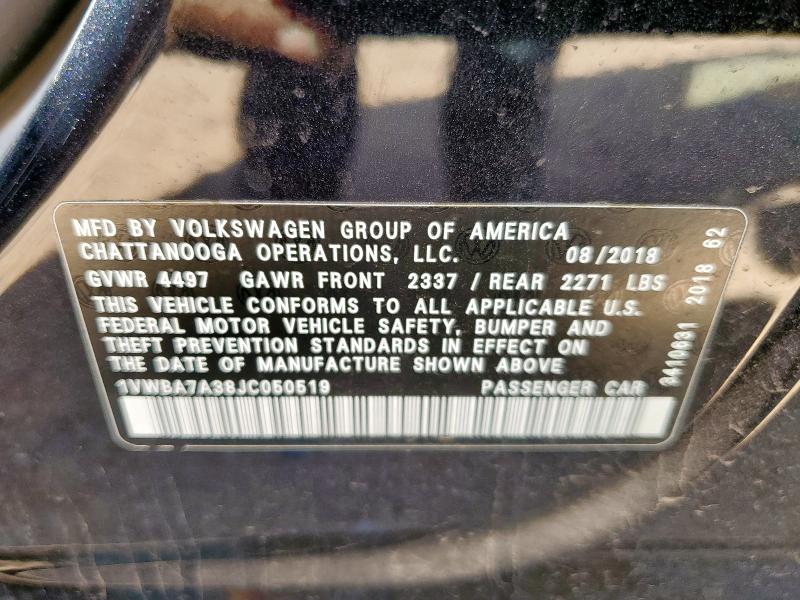 MFD BY VOLKSWAGEN GROUP OF AMERICA
CHATTANOOGA OPERATIONS, LLC. 08/2018
GVWR 4497 GAWR FRONT 2337 / REAR 2271 LBS
THIS VEHICLE CONFORMS TO ALL APPLICABLE U.S.
FEDERAL MOTOR VEHICLE SAFETY, BUMPER AND
THEFT PREVENTION STANDARDS IN EFFECT ON
THE DATE OF MANUFACTURE SHOWN ABOVE
1VWBA7A38JC050519 PASSENGER CAR
3410681 2018 62